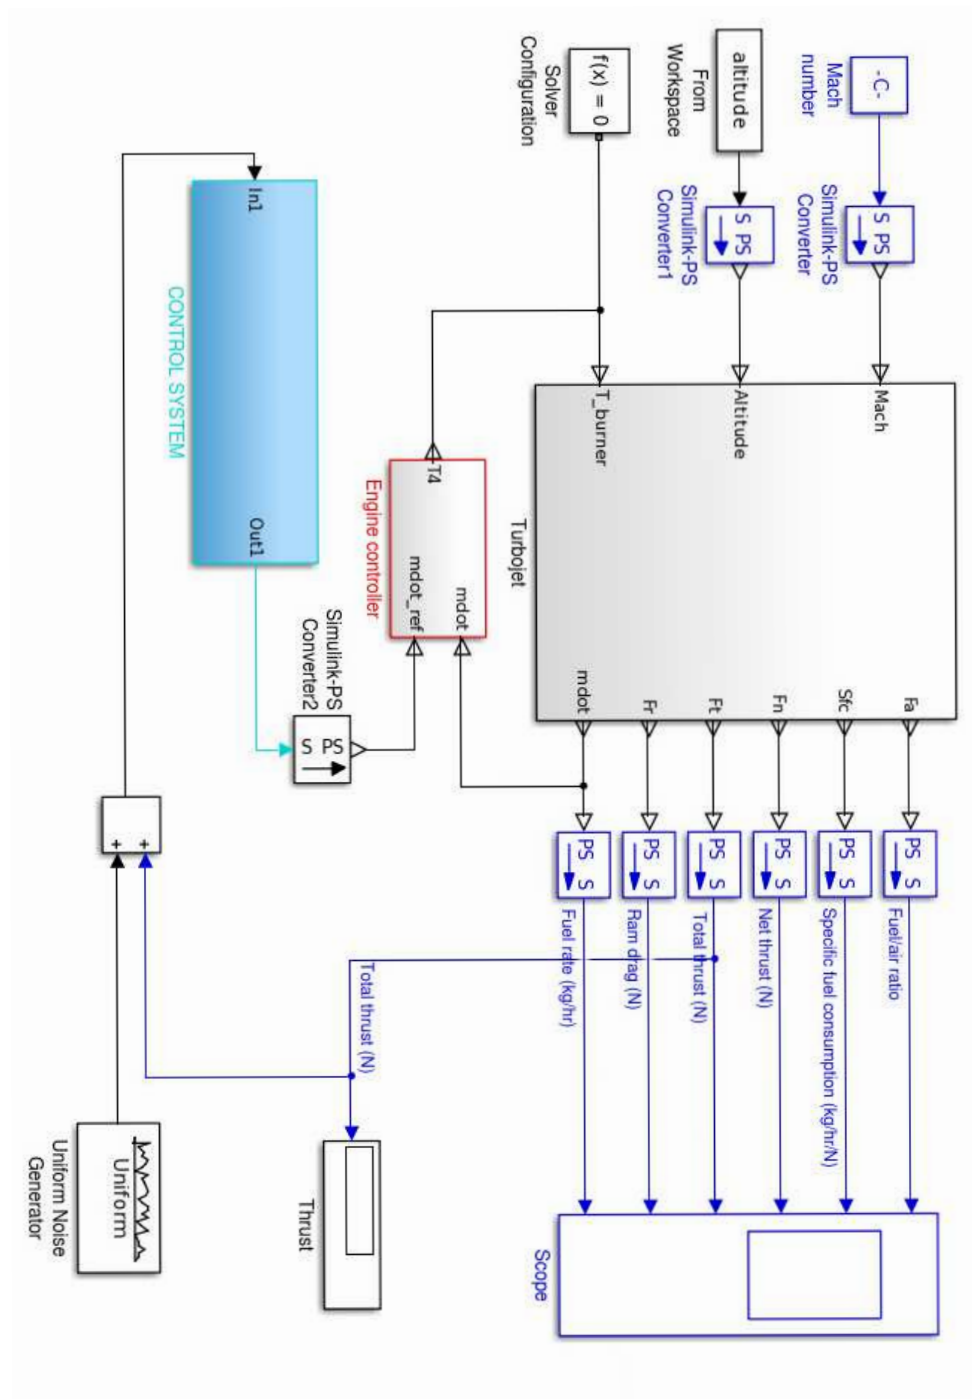 -C-
Mach
number
S PS
Simulink-PS
Converter
altitude
From
Workspace
S PS
Simulink-PS
Converter1
f(x) = 0
Solver
Configuration
Mach
Altitude
T_burner
Fa
Sfc
Fn
Ft
Fr
mdot
Turbojet
PS S
Fuel/air ratio
PS S
Specific fuel consumption (kg/hr/N)
PS S
Net thrust (N)
PS S
Total thrust (N)
PS S
Ram drag (N)
PS S
Fuel rate (kg/hr)
Scope
T4
mdot
mdot_ref
Engine controller
Simulink-PS
Converter2
S PS
In1
Out1
CONTROL SYSTEM
Total thrust (N)
Thrust
+
+
Uniform
Uniform Noise
Generator